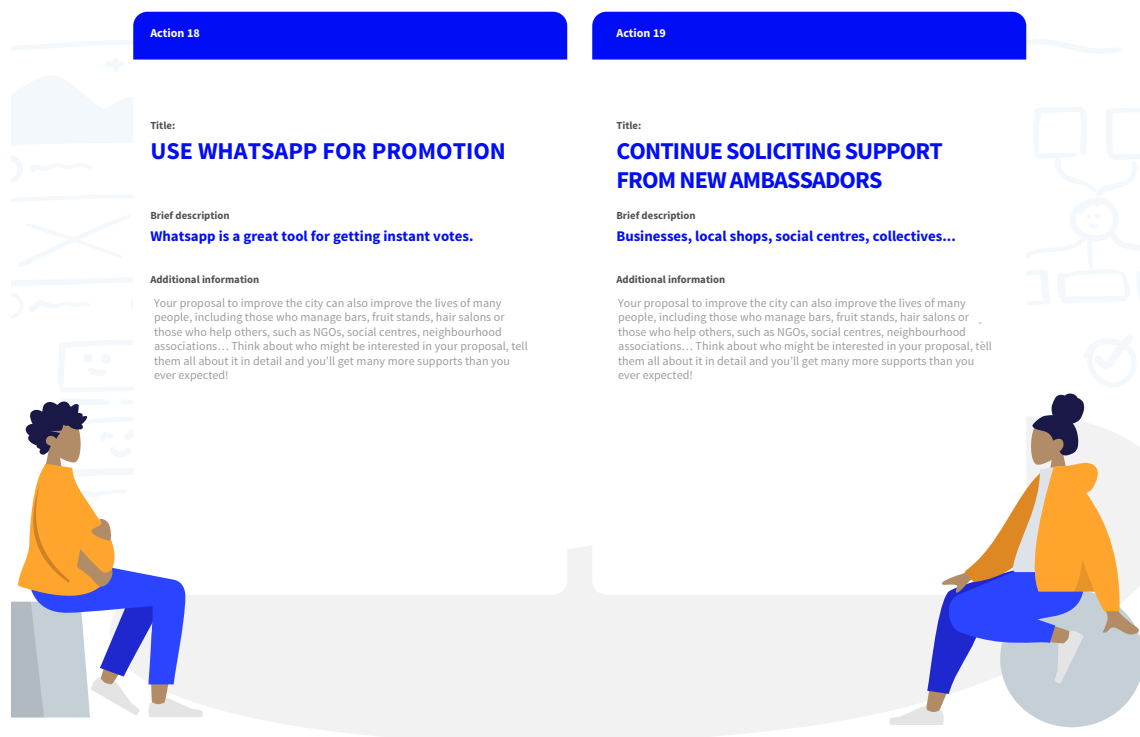 Action 18
Title:
USE WHATSAPP FOR PROMOTION
Brief description
Whatsapp is a great tool for getting instant votes.
Additional information
Your proposal to improve the city can also improve the lives of many
people, including those who manage bars, fruit stands, hair salons or
those who help others, such as NGOs, social centres, neighbourhood
associations… Think about who might be interested in your proposal, tell
them all about it in detail and you'll get many more supports than you
ever expected!
Action 19
Title:
CONTINUE SOLICITING SUPPORT
FROM NEW AMBASSADORS
Brief description
Businesses, local shops, social centres, collectives...
Additional information
Your proposal to improve the city can also improve the lives of many
people, including those who manage bars, fruit stands, hair salons or
those who help others, such as NGOs, social centres, neighbourhood
associations… Think about who might be interested in your proposal, tell
them all about it in detail and you'll get many more supports than you
ever expected!